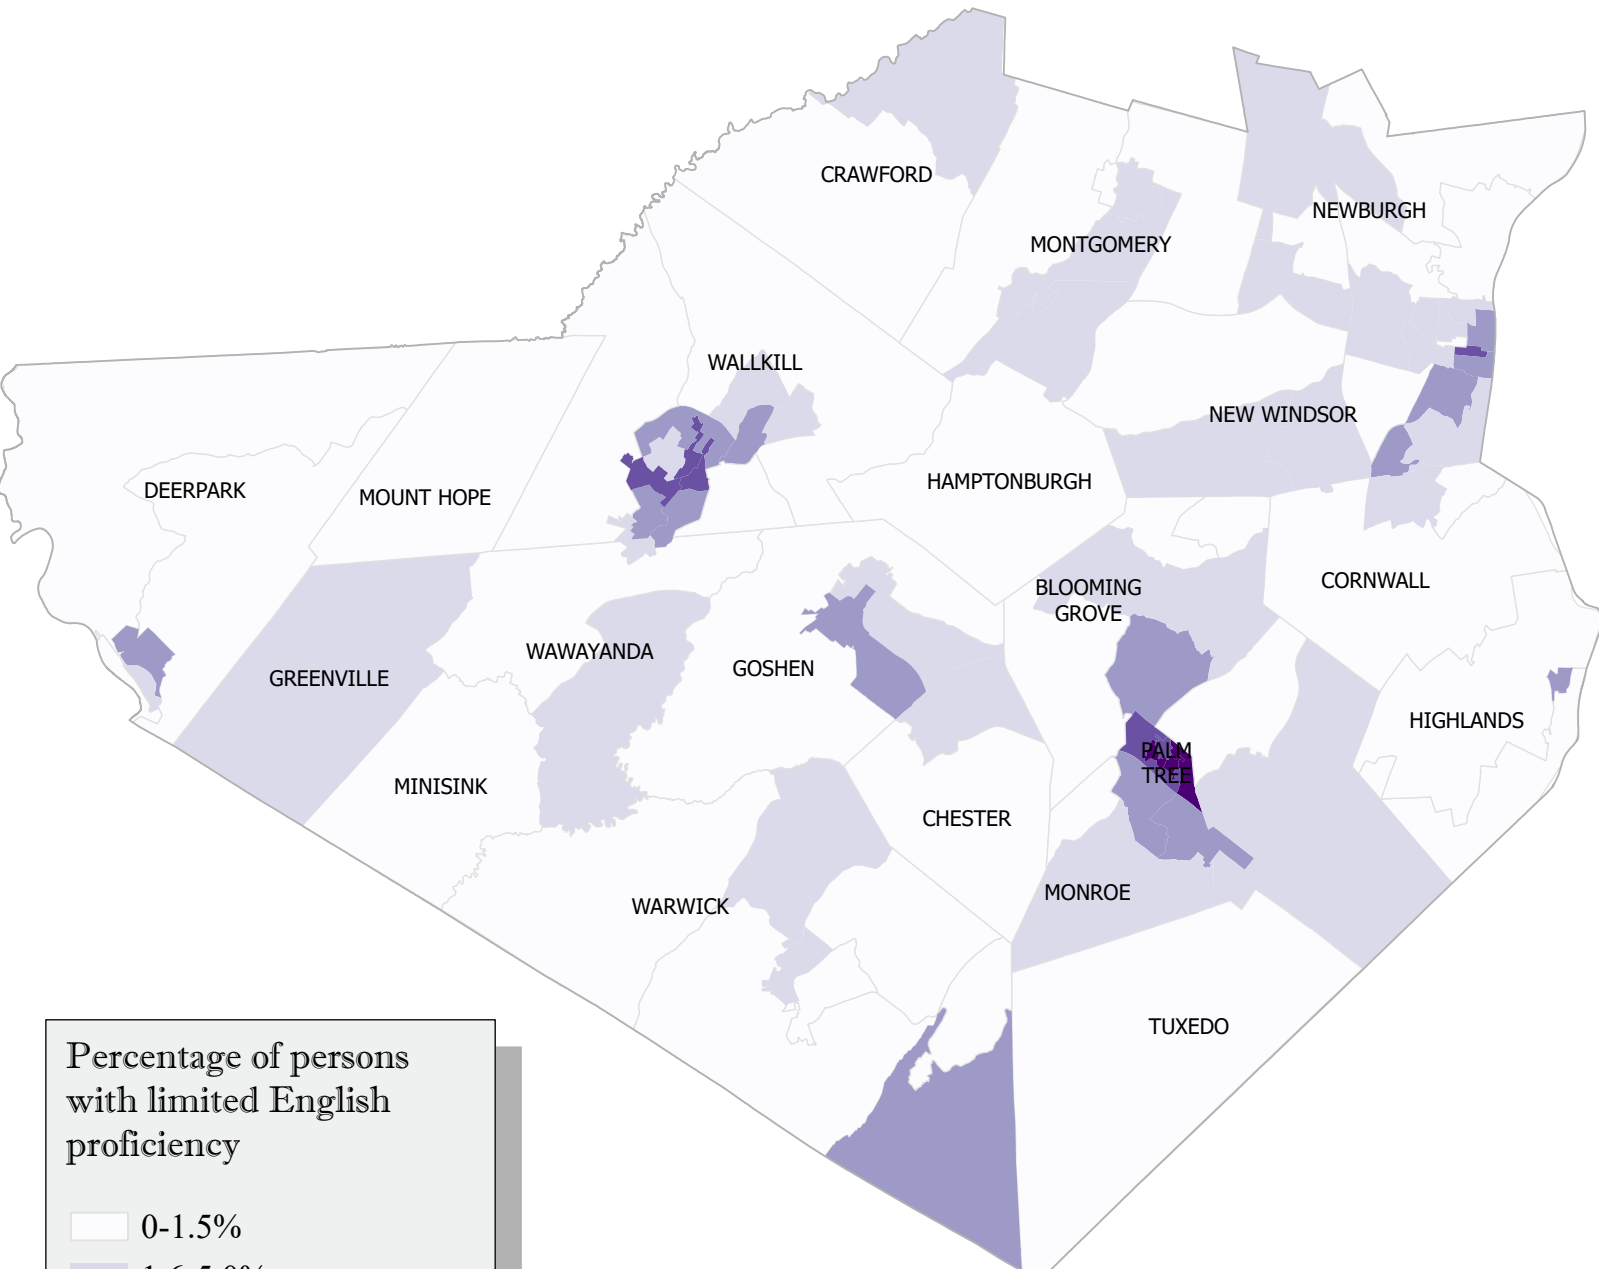 CRAWFORD
NEWBURGH
MONTGOMERY
WALLKILL
NEW WINDSOR
HAMPTONBURGH
DEERPARK
MOUNT HOPE
BLOOMING
GROVE
CORNWALL
WAWAYANDA
GOSHEN
GREENVILLE
HIGHLANDS
PALM
TREE
MINISINK
CHESTER
MONROE
WARWICK
TUXEDO
Percentage of persons
with limited English
proficiency
0-1.5%